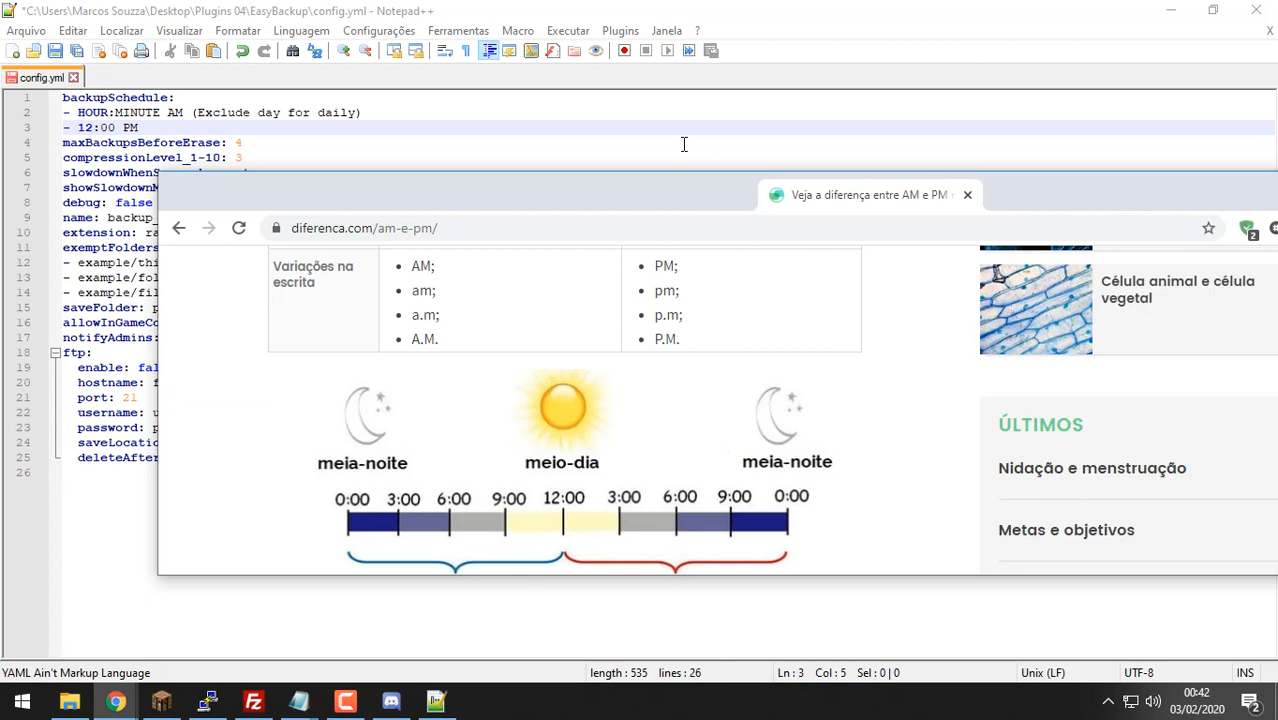 *C:\Users\Marcos Souzza\Desktop\Plugins 04\EasyBackup\config.yml - Notepad++
Arquivo Editar Localizar Visualizar Formatar Linguagem Configurações Ferramentas Macro Executar Plugins Janela ? X
config.yml
1 backupSchedule:
2 - HOUR:MINUTE AM (Exclude day for daily)
3 - 12:00 PM
4 maxBackupsBeforeErase: 4
5 compressionLevel_1-10: 3
6 slowdownWhenS
7 showSlowdownM
8 debug: false
9 name: backup_
10 extension: ra
11 exemptFolders
12 - example/thi
13 - example/fol
14 - example/fil
15 saveFolder: p
16 allowInGameCo
17 notifyAdmins:
18 ftp:
19 enable: fal
20 hostname: f
21 port: 21
22 username: u
23 password: p
24 saveLocatio
25 deleteAfter
26
Veja a diferença entre AM e PM
diferenca.com/am-e-pm/
2
Variações na
escrita
AM;
am;
a.m;
A.M.
PM;
pm;
p.m;
P.M.
Célula animal e célula
vegetal
meia-noite meio-dia meia-noite
0:00 3:00 6:00 9:00 12:00 3:00 6:00 9:00 0:00
ÚLTIMOS
Nidação e menstruação
Metas e objetivos
YAML Ain't Markup Language length : 535 lines : 26 Ln : 3 Col : 5 Sel : 0 | 0 Unix (LF) UTF-8 INS
00:42
03/02/2020
2